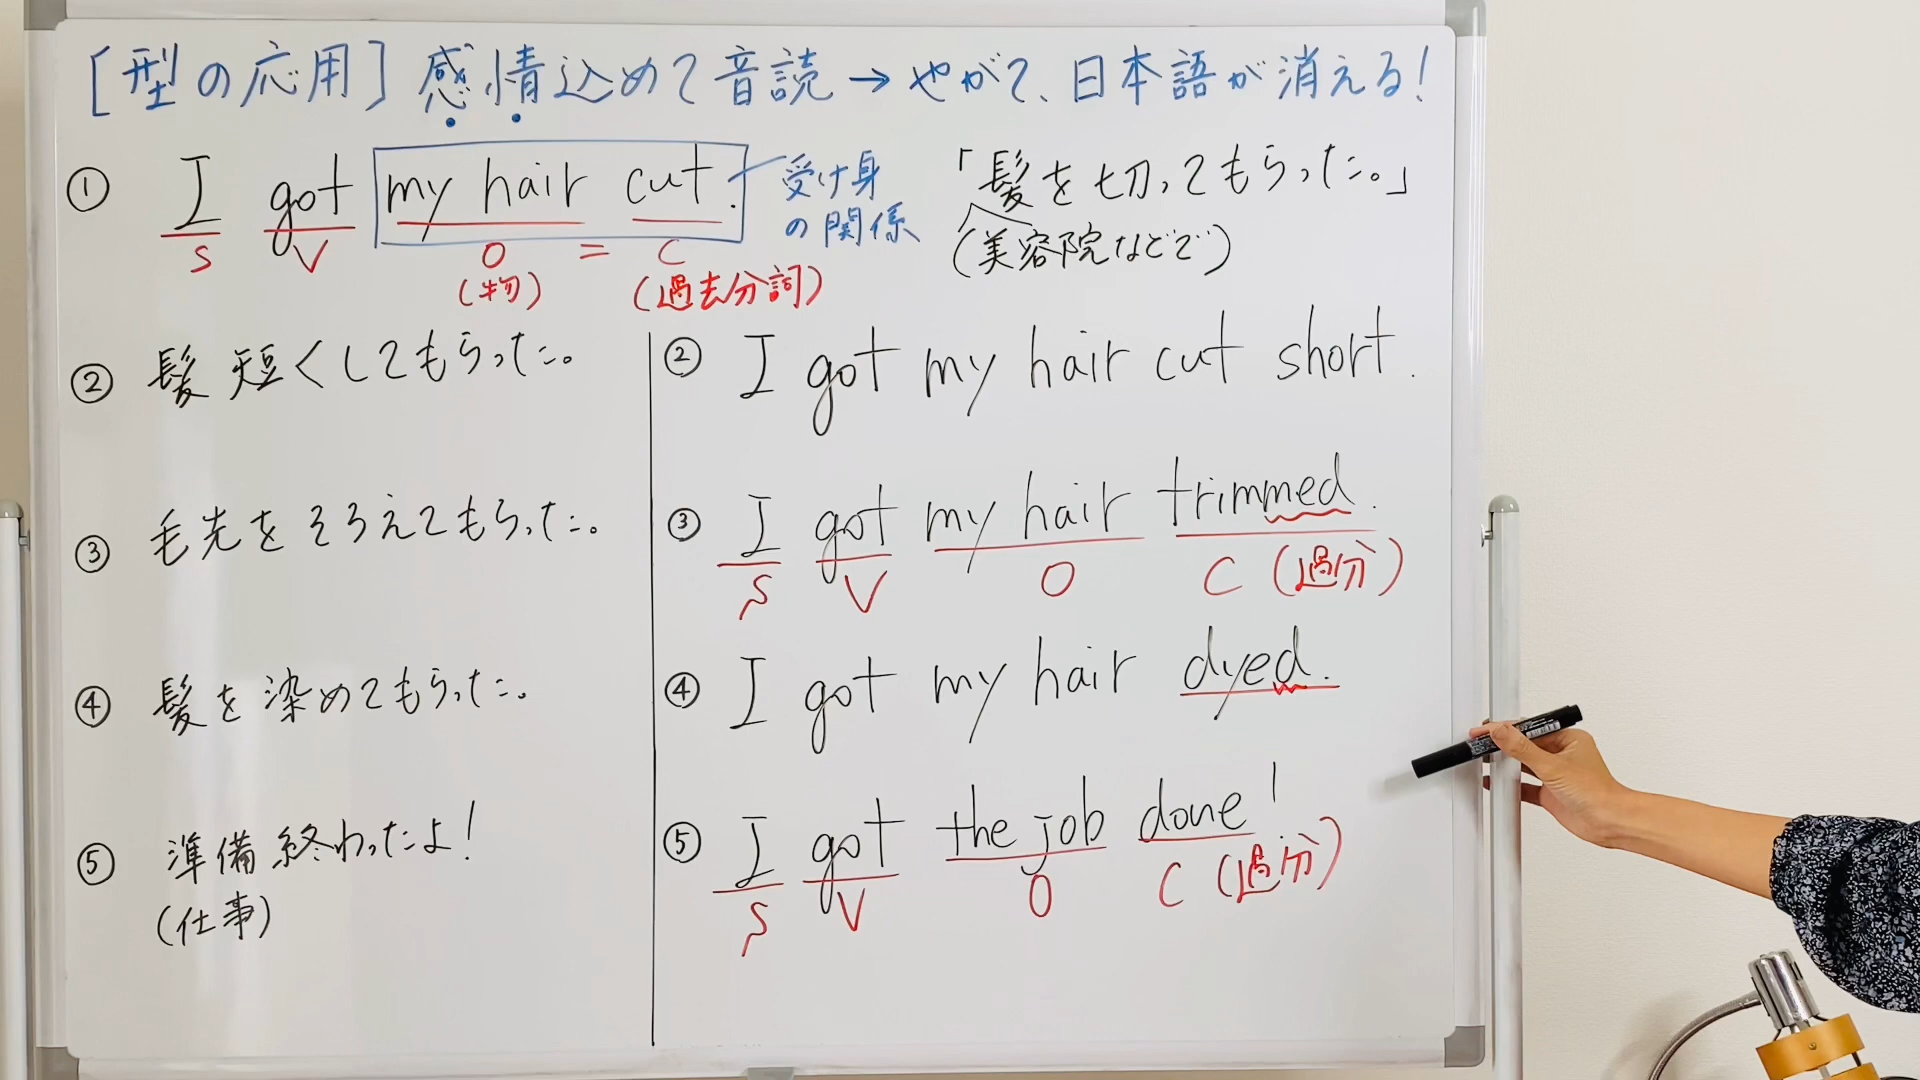 [型の応用] 感情込めて音読→やがて、日本語が消える!
① I got my hair cut. 受け身の関係 「髪を切ってもらった。」
S V O = C (美容院などで)
(物) (過去分詞)
② 髪短くしてもらった。
③ 毛先をそろえてもらった。
④ 髪を染めてもらった。
⑤ 準備終わったよ!
(仕事)
② I got my hair cut short.
③ I got my hair trimmed.
S V O C (過分)
④ I got my hair dyed.
⑤ I got the job done!
S V O C (過分)